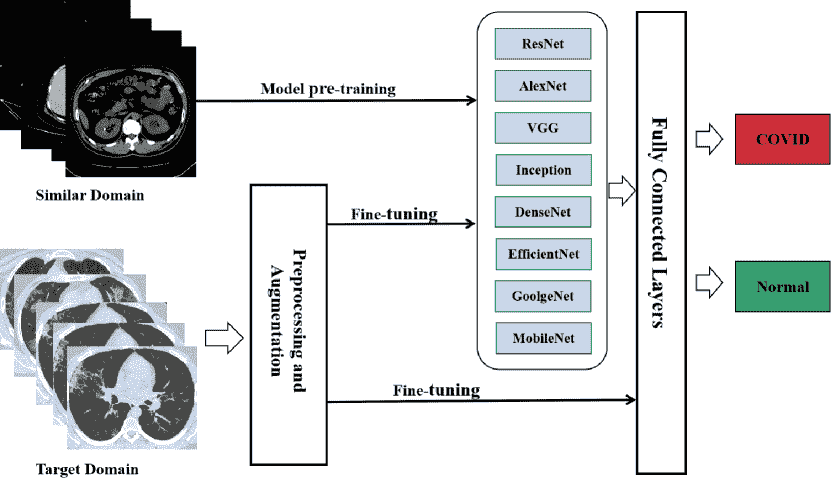 Similar Domain
Model pre-training
Target Domain
Preprocessing and
Augmentation
Fine-tuning
Fine-tuning
ResNet
AlexNet
VGG
Inception
DenseNet
EfficientNet
GoolgeNet
MobileNet
Fully Connected Layers
COVID
Normal